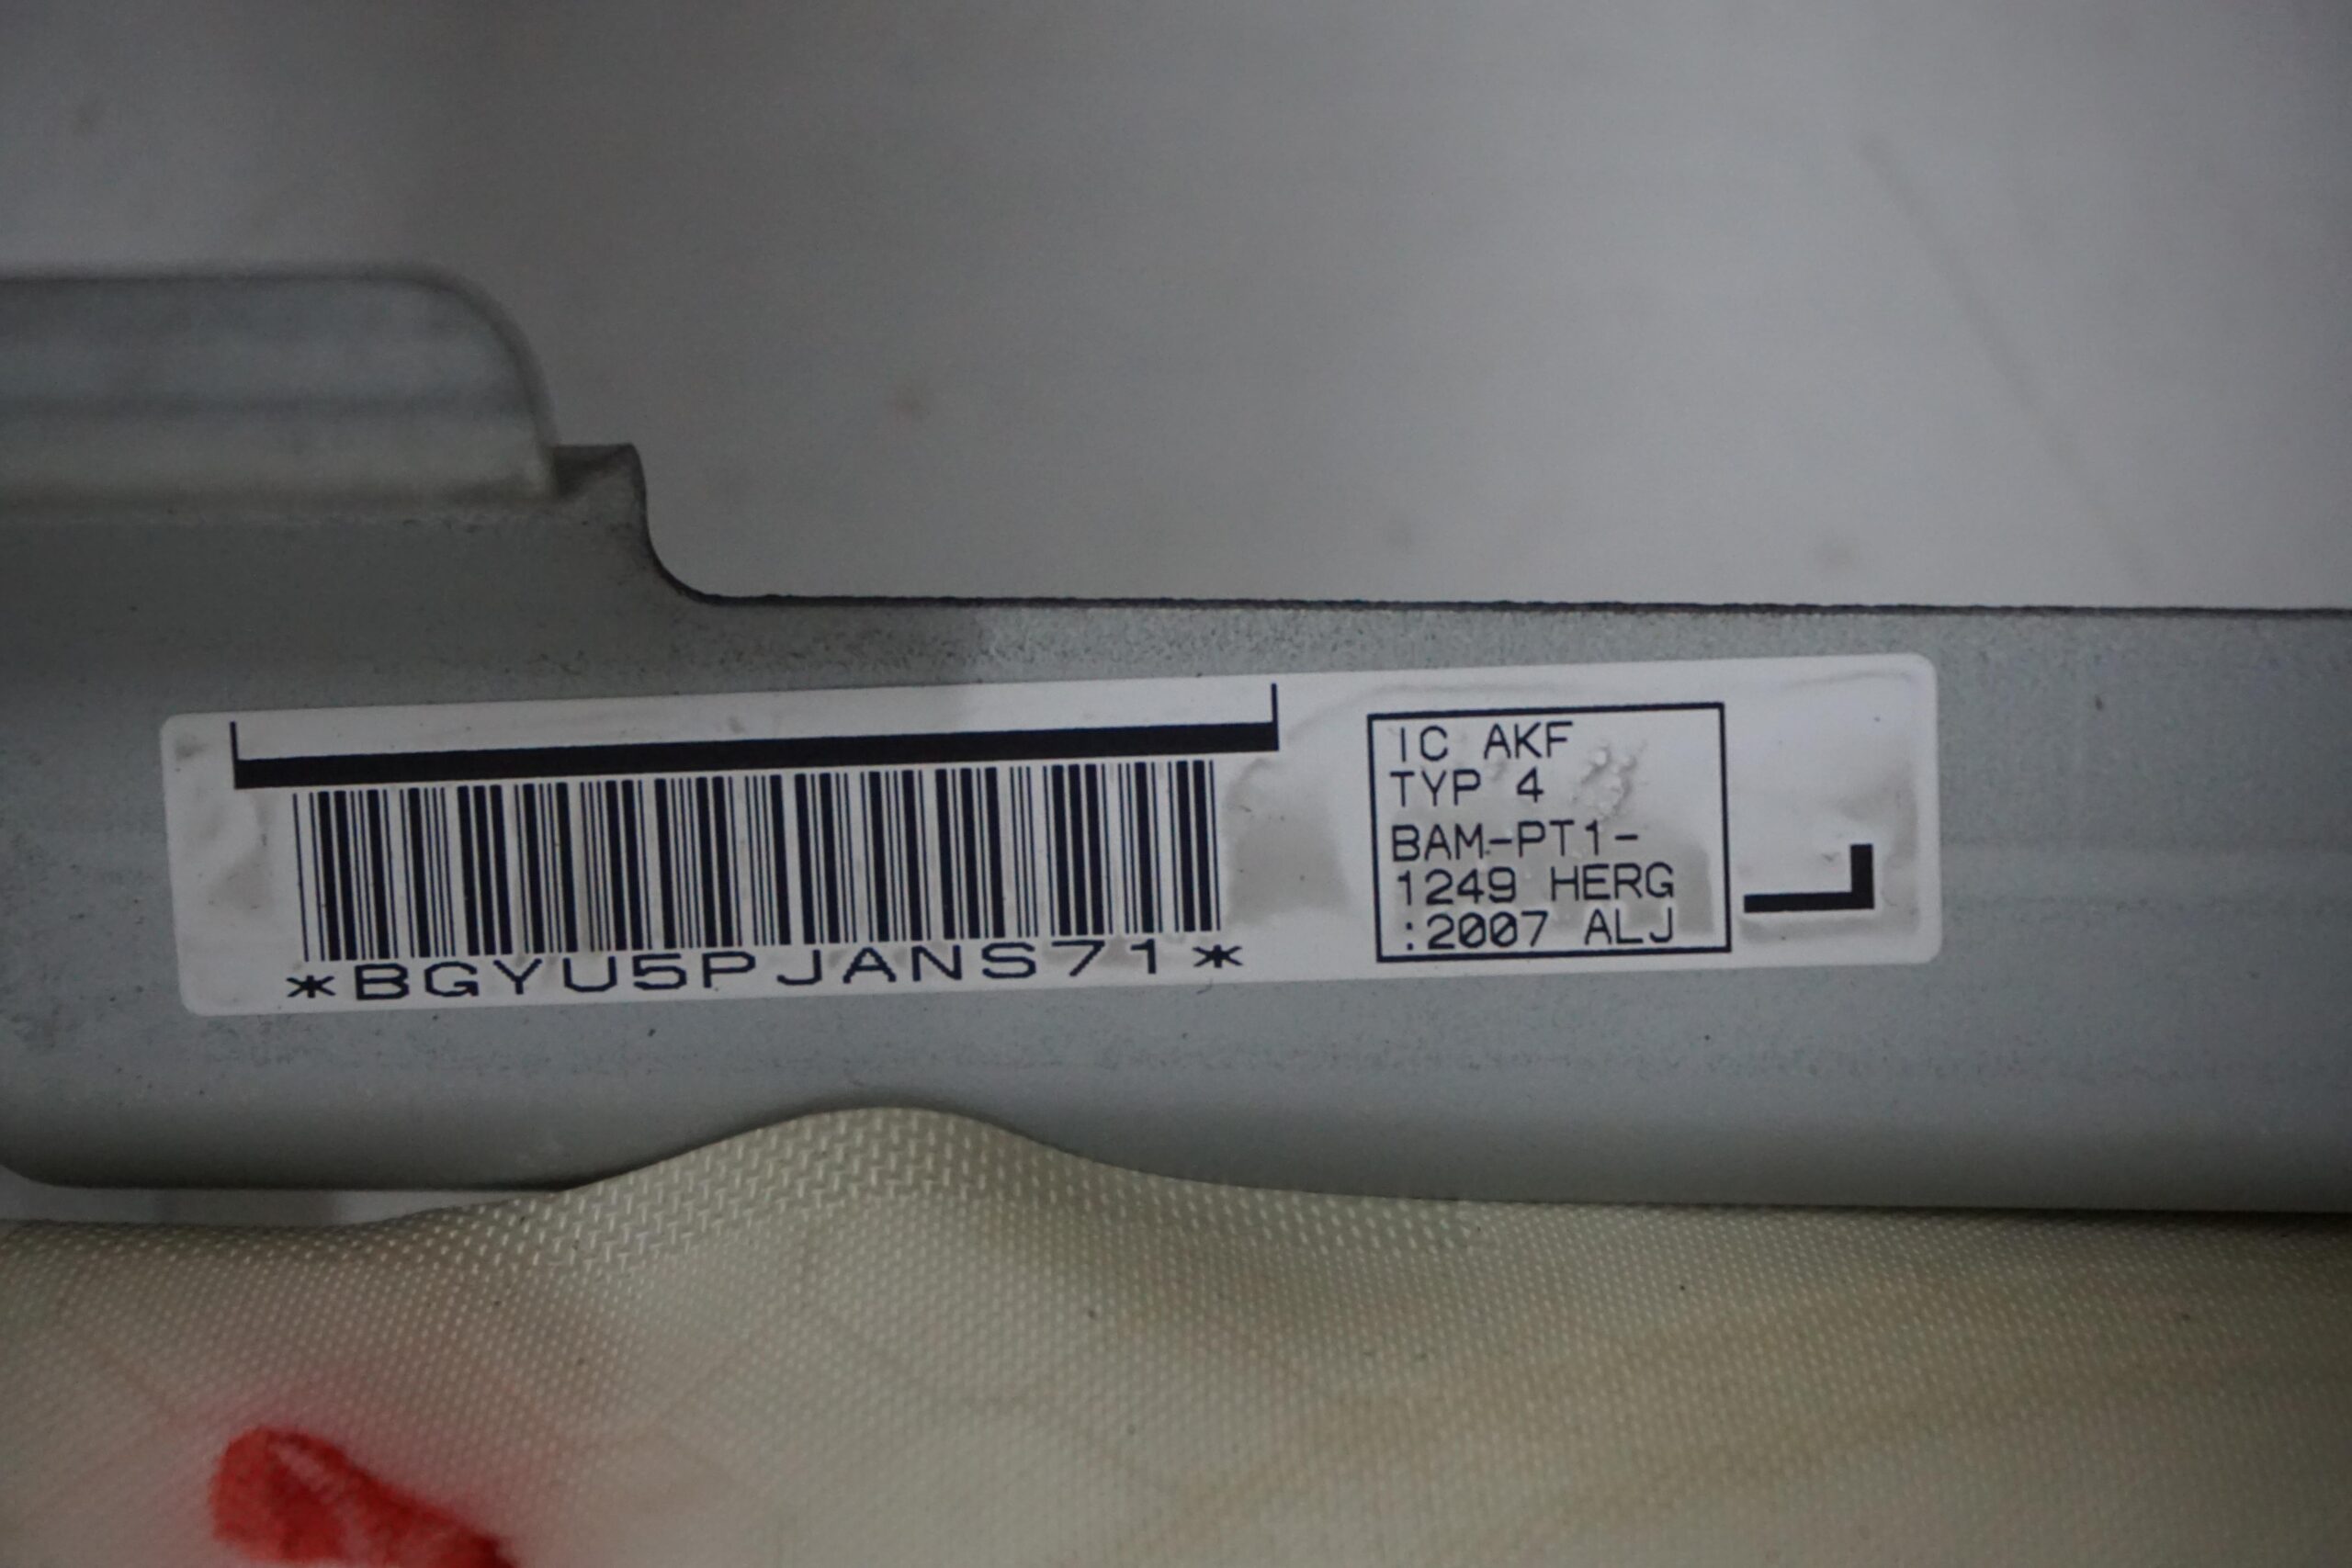 *BGYU5PJANS71*
IC AKF
TYP 4
BAM-PT1-
1249 HERG
:2007 ALJ